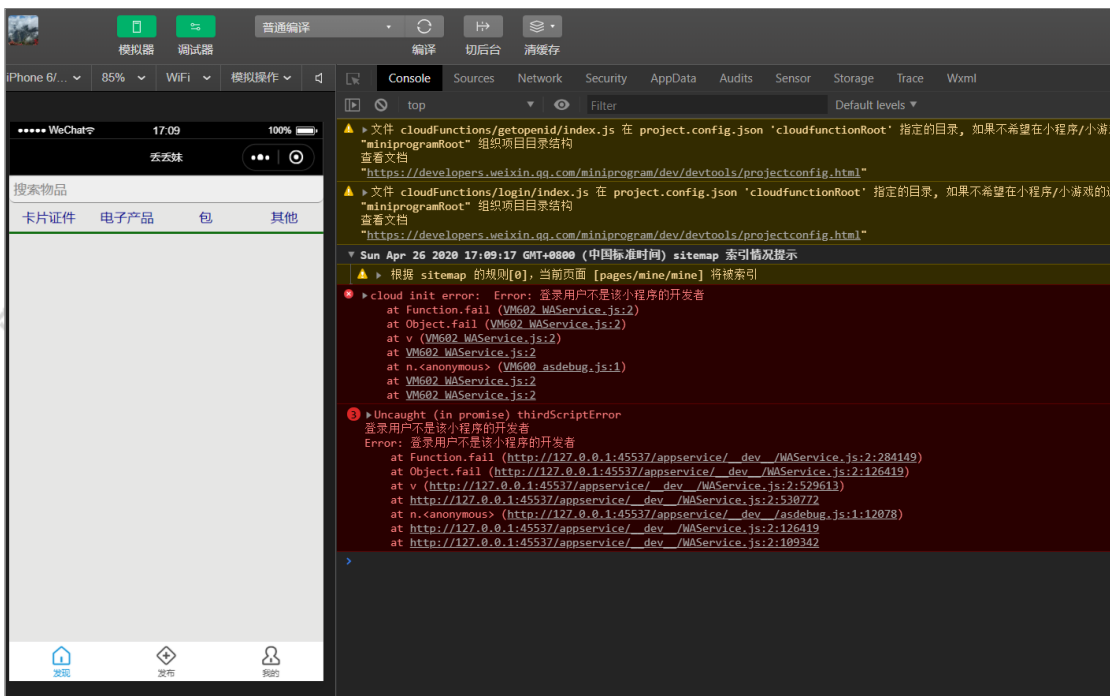 普通编译
模拟器 调试器 编译 切后台 清缓存
iPhone 6/... 85% WiFi 模拟操作
Console Sources Network Security AppData Audits Sensor Storage Trace Wxml
top Filter Default levels
WeChat 17:09 100%
丢丢妹
搜索物品
卡片证件 电子产品 包 其他
发现 发布 我的
文件 cloudFunctions/getopenid/index.js 在 project.config.json 'cloudfunctionRoot' 指定的目录, 如果不希望在小程序/小游
"miniprogramRoot" 组织项目目录结构
查看文档
"https://developers.weixin.qq.com/miniprogram/dev/devtools/projectconfig.html"
文件 cloudFunctions/login/index.js 在 project.config.json 'cloudfunctionRoot' 指定的目录, 如果不希望在小程序/小游戏的
"miniprogramRoot" 组织项目目录结构
查看文档
"https://developers.weixin.qq.com/miniprogram/dev/devtools/projectconfig.html"
Sun Apr 26 2020 17:09:17 GMT+0800 (中国标准时间) sitemap 索引情况提示
根据 sitemap 的规则[0], 当前页面 [pages/mine/mine] 将被索引
cloud init error: Error: 登录用户不是该小程序的开发者
at Function.fail (VM602 WAService.js:2)
at Object.fail (VM602 WAService.js:2)
at v (VM602 WAService.js:2)
at VM602 WAService.js:2
at n.<anonymous> (VM600 asdebug.js:1)
at VM602 WAService.js:2
at VM602 WAService.js:2
3 Uncaught (in promise) thirdScriptError
登录用户不是该小程序的开发者
Error: 登录用户不是该小程序的开发者
at Function.fail (http://127.0.0.1:45537/appservice/__dev__/WAService.js:2:284149)
at Object.fail (http://127.0.0.1:45537/appservice/__dev__/WAService.js:2:126419)
at v (http://127.0.0.1:45537/appservice/__dev__/WAService.js:2:529613)
at http://127.0.0.1:45537/appservice/__dev__/WAService.js:2:530772
at n.<anonymous> (http://127.0.0.1:45537/appservice/__dev__/asdebug.js:1:12078)
at http://127.0.0.1:45537/appservice/__dev__/WAService.js:2:126419
at http://127.0.0.1:45537/appservice/__dev__/WAService.js:2:109342